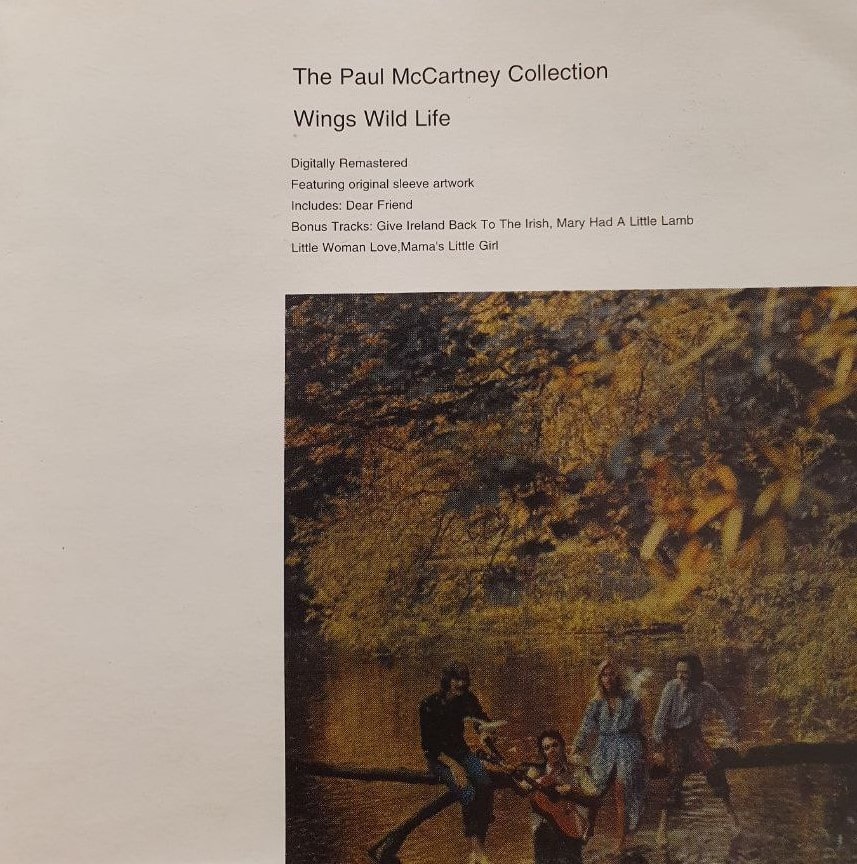 The Paul McCartney Collection
Wings Wild Life
Digitally Remastered
Featuring original sleeve artwork
Includes: Dear Friend
Bonus Tracks: Give Ireland Back To The Irish, Mary Had A Little Lamb
Little Woman Love,Mama's Little Girl